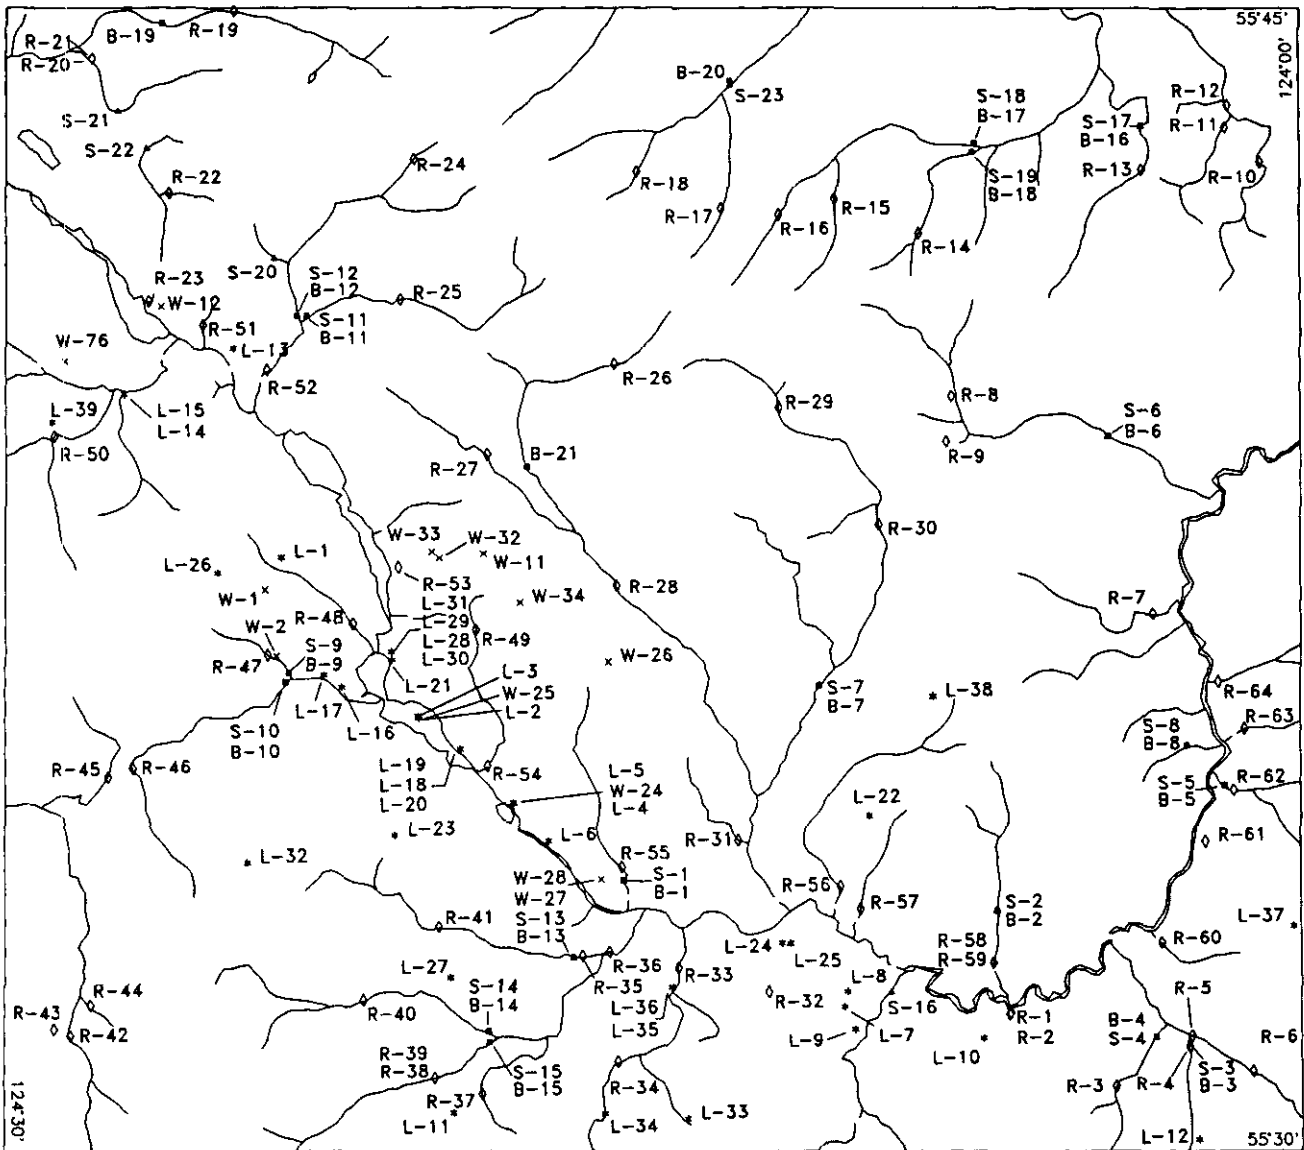 55°45'
124°00'
R-21
R-20
B-19
R-19
S-21
S-22
R-22
R-24
B-20
S-23
R-18
R-17
R-16
R-15
R-14
S-18
B-17
S-19
B-18
S-17
B-16
R-13
R-12
R-11
R-10
R-23
W-12
R-51
L-13
S-20
S-12
B-12
S-11
B-11
R-25
R-52
W-76
L-39
R-50
L-15
L-14
R-26
R-27
B-21
R-29
R-8
R-9
S-6
B-6
R-30
L-26
L-1
W-1
W-2
R-48
W-33
W-32
W-11
R-53
L-31
L-29
L-28
L-30
R-49
W-34
W-26
R-28
R-7
R-47
S-9
B-9
L-17
L-16
L-21
L-3
W-25
L-2
S-10
B-10
S-7
B-7
L-38
R-64
R-63
S-8
B-8
S-5
B-5
R-62
R-61
R-45
R-46
L-19
L-18
L-20
R-54
L-5
W-24
L-4
L-23
L-6
L-32
R-31
L-22
R-55
W-28
W-27
S-1
B-1
S-13
B-13
R-56
R-57
S-2
B-2
L-37
R-41
L-24
L-25
R-58
R-59
R-60
L-27
S-14
B-14
R-36
R-35
R-33
L-36
L-35
R-32
L-8
S-16
L-7
L-9
L-10
R-1
R-2
R-5
B-4
S-4
R-6
R-43
R-44
R-42
R-40
R-39
R-38
S-15
B-15
R-37
L-11
R-34
L-34
L-33
R-3
R-4
S-3
B-3
L-12
124°30'
55°30'